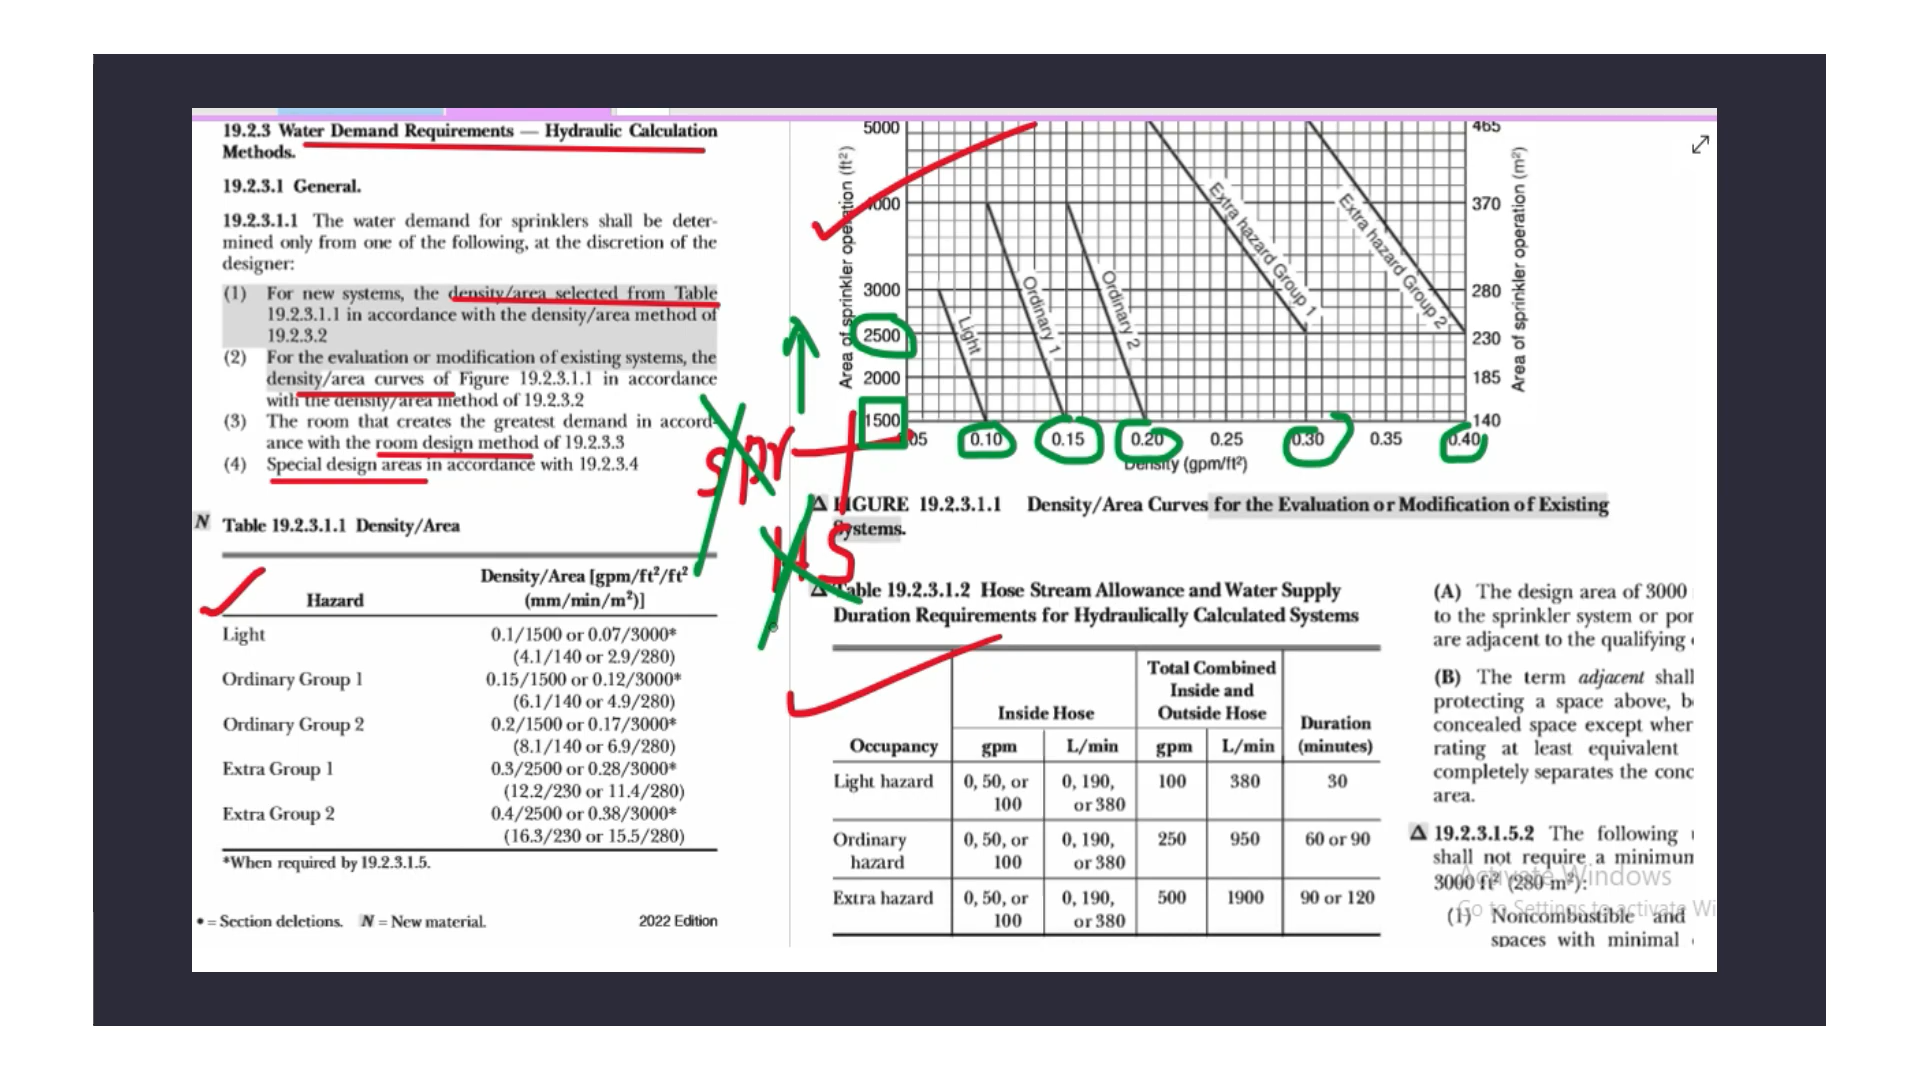 19.2.3 Water Demand Requirements — Hydraulic Calculation
Methods.
19.2.3.1 General.
19.2.3.1.1 The water demand for sprinklers shall be deter-
mined only from one of the following, at the discretion of the
designer:
(1) For new systems, the density/area selected from Table
19.2.3.1.1 in accordance with the density/area method of
19.2.3.2
(2) For the evaluation or modification of existing systems, the
density/area curves of Figure 19.2.3.1.1 in accordance
with the density/area method of 19.2.3.2
(3) The room that creates the greatest demand in accord-
ance with the room design method of 19.2.3.3
(4) Special design areas in accordance with 19.2.3.4
N Table 19.2.3.1.1 Density/Area
Hazard Density/Area [gpm/ft²/ft²
(mm/min/m²)]
Light 0.1/1500 or 0.07/3000*
(4.1/140 or 2.9/280)
Ordinary Group 1 0.15/1500 or 0.12/3000*
(6.1/140 or 4.9/280)
Ordinary Group 2 0.2/1500 or 0.17/3000*
(8.1/140 or 6.9/280)
Extra Group 1 0.3/2500 or 0.28/3000*
(12.2/230 or 11.4/280)
Extra Group 2 0.4/2500 or 0.38/3000*
(16.3/230 or 15.5/280)
*When required by 19.2.3.1.5.
• = Section deletions. N = New material. 2022 Edition
spr
HS
Area of sprinkler operation (ft²)
5000
4000
3000
2500
2000
1500
Light
Ordinary 1
Ordinary 2
Extra hazard Group 1
Extra hazard Group 2
465
370
280
230
185
140
Area of sprinkler operation (m²)
0.10 0.15 0.20 0.25 0.30 0.35 0.40
Density (gpm/ft²)
Δ FIGURE 19.2.3.1.1 Density/Area Curves for the Evaluation or Modification of Existing
Systems.
Δ Table 19.2.3.1.2 Hose Stream Allowance and Water Supply
Duration Requirements for Hydraulically Calculated Systems
Total Combined
Inside and
Inside Hose Outside Hose Duration
Occupancy gpm L/min gpm L/min (minutes)
Light hazard 0, 50, or 0, 190, 100 380 30
100 or 380
Ordinary 0, 50, or 0, 190, 250 950 60 or 90
hazard 100 or 380
Extra hazard 0, 50, or 0, 190, 500 1900 90 or 120
100 or 380
(A) The design area of 3000
to the sprinkler system or por
are adjacent to the qualifying
(B) The term adjacent shall
protecting a space above, b
concealed space except wher
rating at least equivalent
completely separates the conc
area.
Δ 19.2.3.1.5.2 The following
shall not require a minimun
3000 ft² (280 m²):
(1) Noncombustible and
spaces with minimal
Activate Windows
Go to Settings to activate Wi